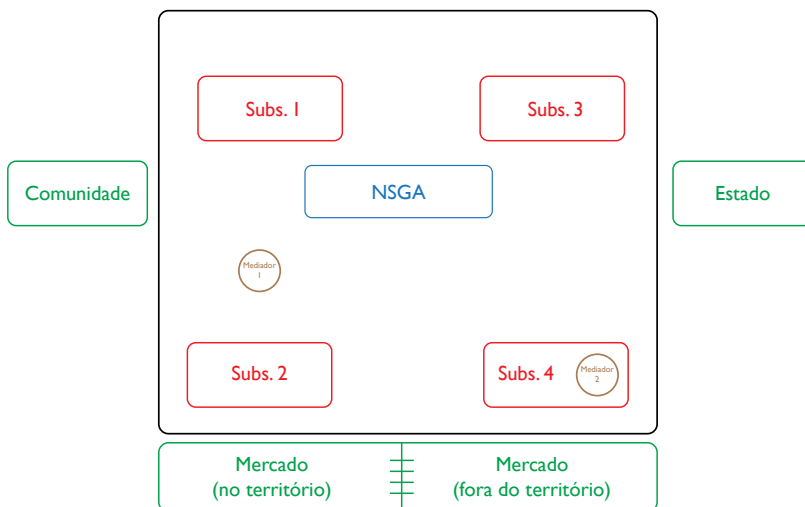 Subs. 1
Subs. 3
Comunidade
NSGA
Estado
Mediador
1
Subs. 2
Subs. 4
Mediador
2
Mercado
(no território)
Mercado
(fora do território)